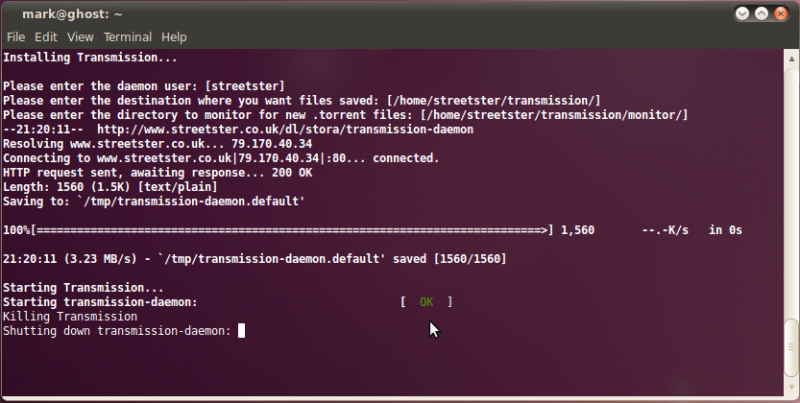 mark@ghost: ~
File Edit View Terminal Help
Installing Transmission...
Please enter the daemon user: [streetster]
Please enter the destination where you want files saved: [/home/streetster/transmission/]
Please enter the directory to monitor for new .torrent files: [/home/streetster/transmission/monitor/]
--21:20:11--  http://www.streetster.co.uk/dl/stora/transmission-daemon
Resolving www.streetster.co.uk... 79.170.40.34
Connecting to www.streetster.co.uk|79.170.40.34|:80... connected.
HTTP request sent, awaiting response... 200 OK
Length: 1560 (1.5K) [text/plain]
Saving to: `/tmp/transmission-daemon.default'
100%[===========================================================================>] 1,560       --.-K/s   in 0s
21:20:11 (3.23 MB/s) - `/tmp/transmission-daemon.default' saved [1560/1560]
Starting Transmission...
Starting transmission-daemon:                              [  OK  ]
Killing Transmission
Shutting down transmission-daemon: